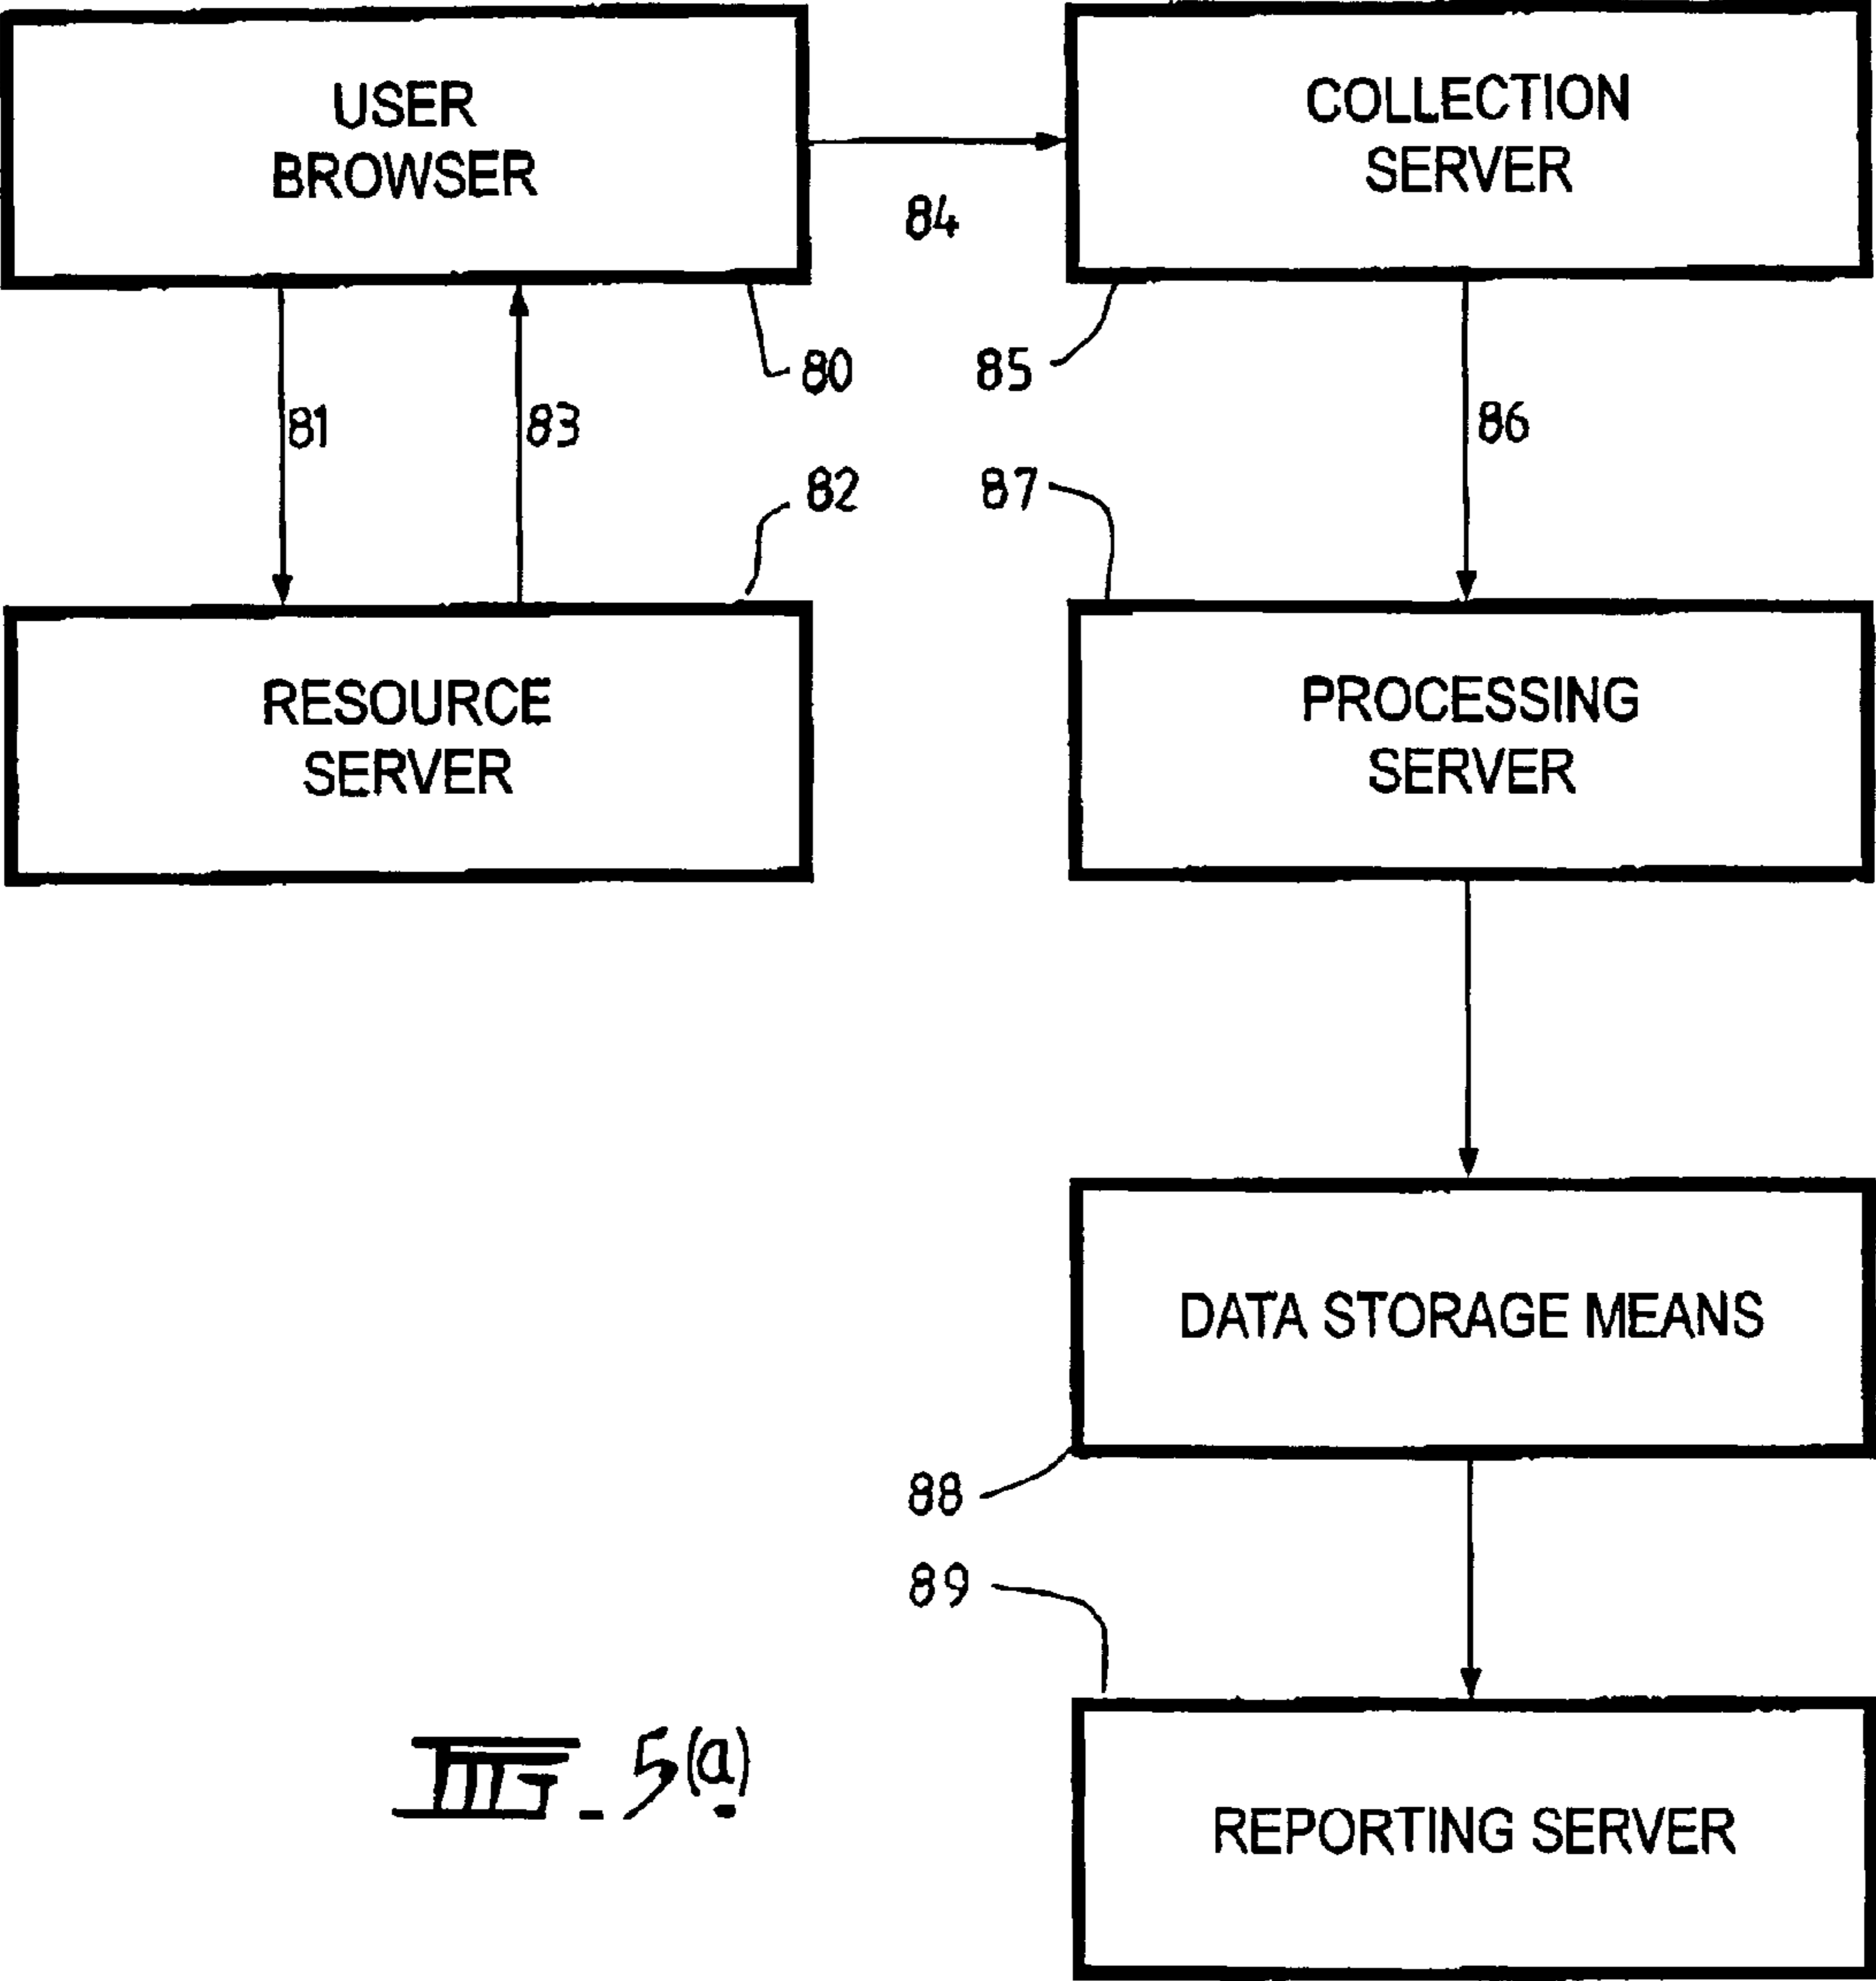 USER
BROWSER
COLLECTION
SERVER
84
80
85
81
83
86
82
87
RESOURCE
SERVER
PROCESSING
SERVER
DATA STORAGE MEANS
88
89
FIG. 5(a)
REPORTING SERVER